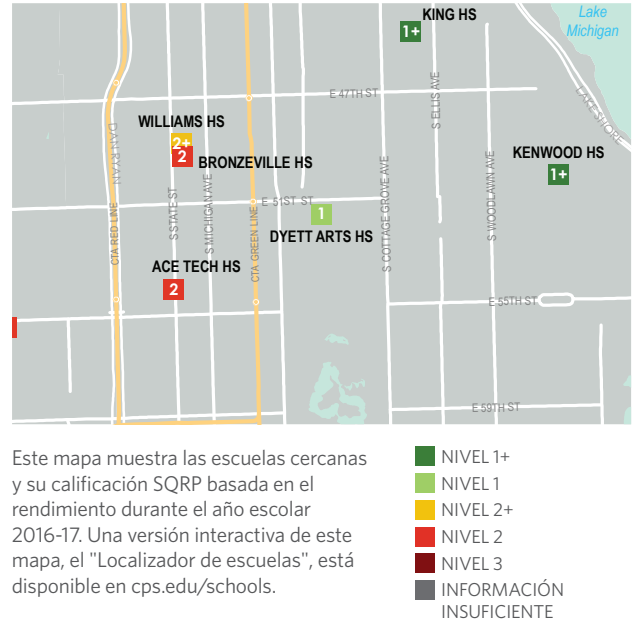 KING HS
1+
Lake
Michigan
E 47TH ST
S ELLIS AVE
LAKE SHORE
WILLIAMS HS
2+
2
BRONZEVILLE HS
KENWOOD HS
1+
DAN RYAN
CTA RED LINE
S STATE ST
S MICHIGAN AVE
CTA GREEN LINE
E 51ST ST
1
DYETT ARTS HS
S COTTAGE GROVE AVE
S WOODLAWN AVE
ACE TECH HS
2
E 55TH ST
E 59TH ST
Este mapa muestra las escuelas cercanas
y su calificación SQRP basada en el
rendimiento durante el año escolar
2016-17. Una versión interactiva de este
mapa, el "Localizador de escuelas", está
disponible en cps.edu/schools.
NIVEL 1+
NIVEL 1
NIVEL 2+
NIVEL 2
NIVEL 3
INFORMACIÓN
INSUFICIENTE